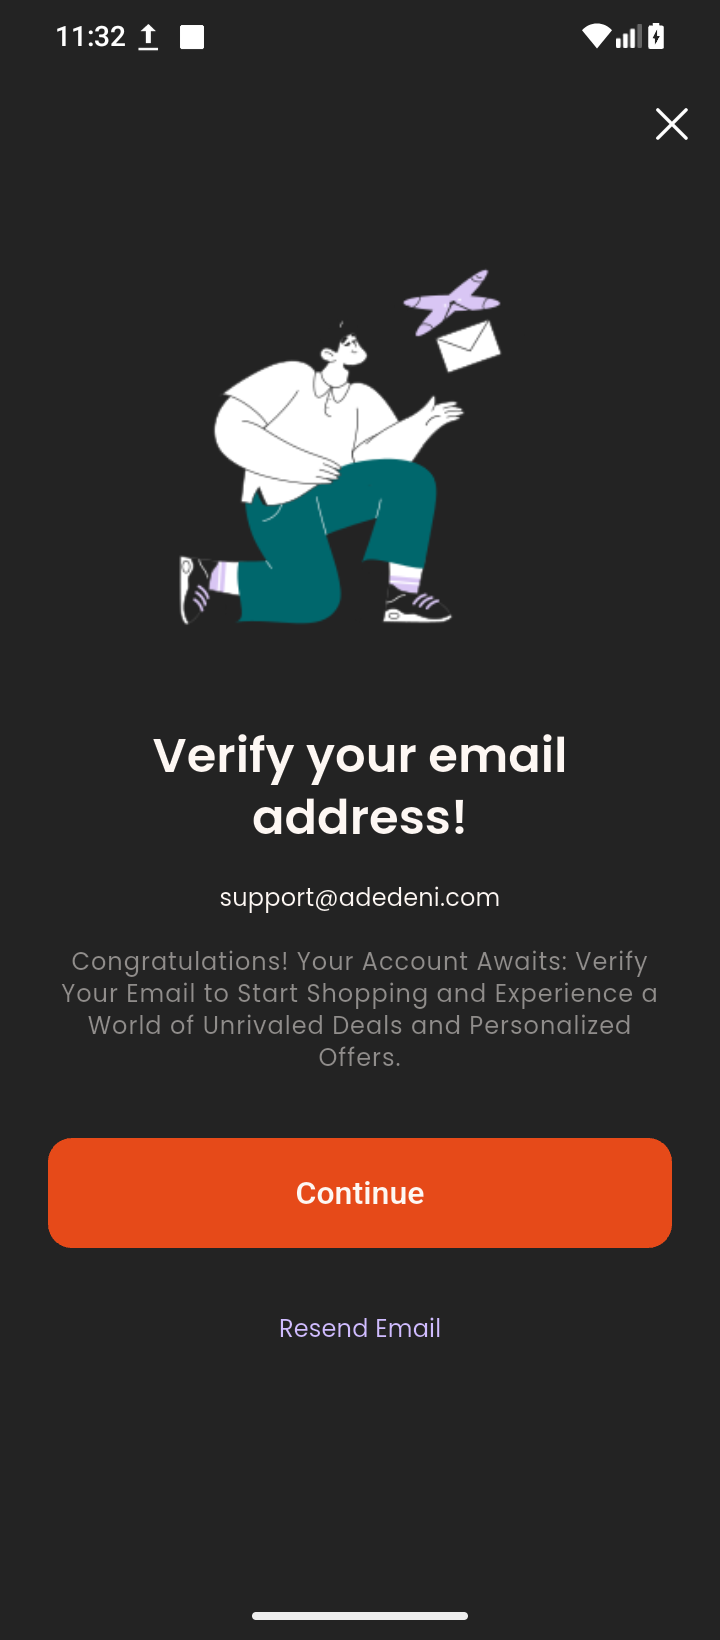 11:32
Verify your email
address!
support@adedeni.com
Congratulations! Your Account Awaits: Verify
Your Email to Start Shopping and Experience a
World of Unrivaled Deals and Personalized
Offers.
Continue
Resend Email